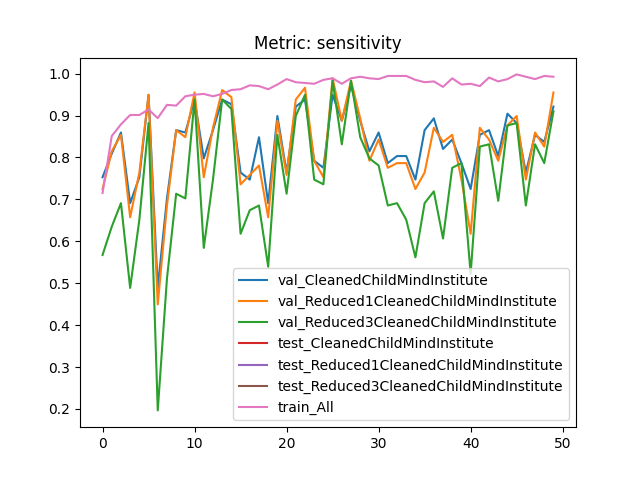 Metric: sensitivity
1.0
0.9
0.8
0.7
0.6
0.5
0.4
0.3
0.2
val_CleanedChildMindInstitute
val_Reduced1CleanedChildMindInstitute
val_Reduced3CleanedChildMindInstitute
test_CleanedChildMindInstitute
test_Reduced1CleanedChildMindInstitute
test_Reduced3CleanedChildMindInstitute
train_All
0 10 20 30 40 50